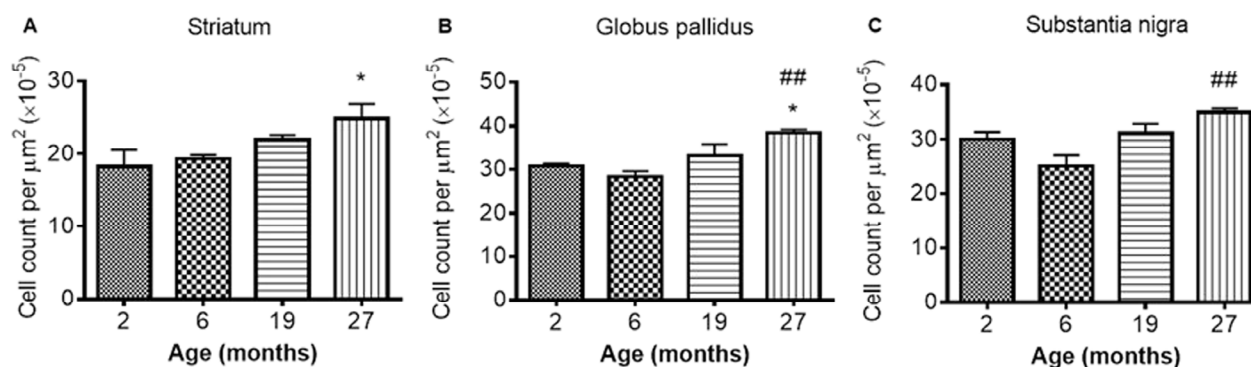 A
Striatum
Cell count per μm² (×10⁻⁵)
30
20
10
0
2 6 19 27
*
Age (months)
B
Globus pallidus
Cell count per μm² (×10⁻⁵)
50
40
30
30
10
0
2 6 19 27
##
*
Age (months)
C
Substantia nigra
Cell count per μm² (×10⁻⁵)
40
30
20
10
0
2 6 19 27
##
Age (months)